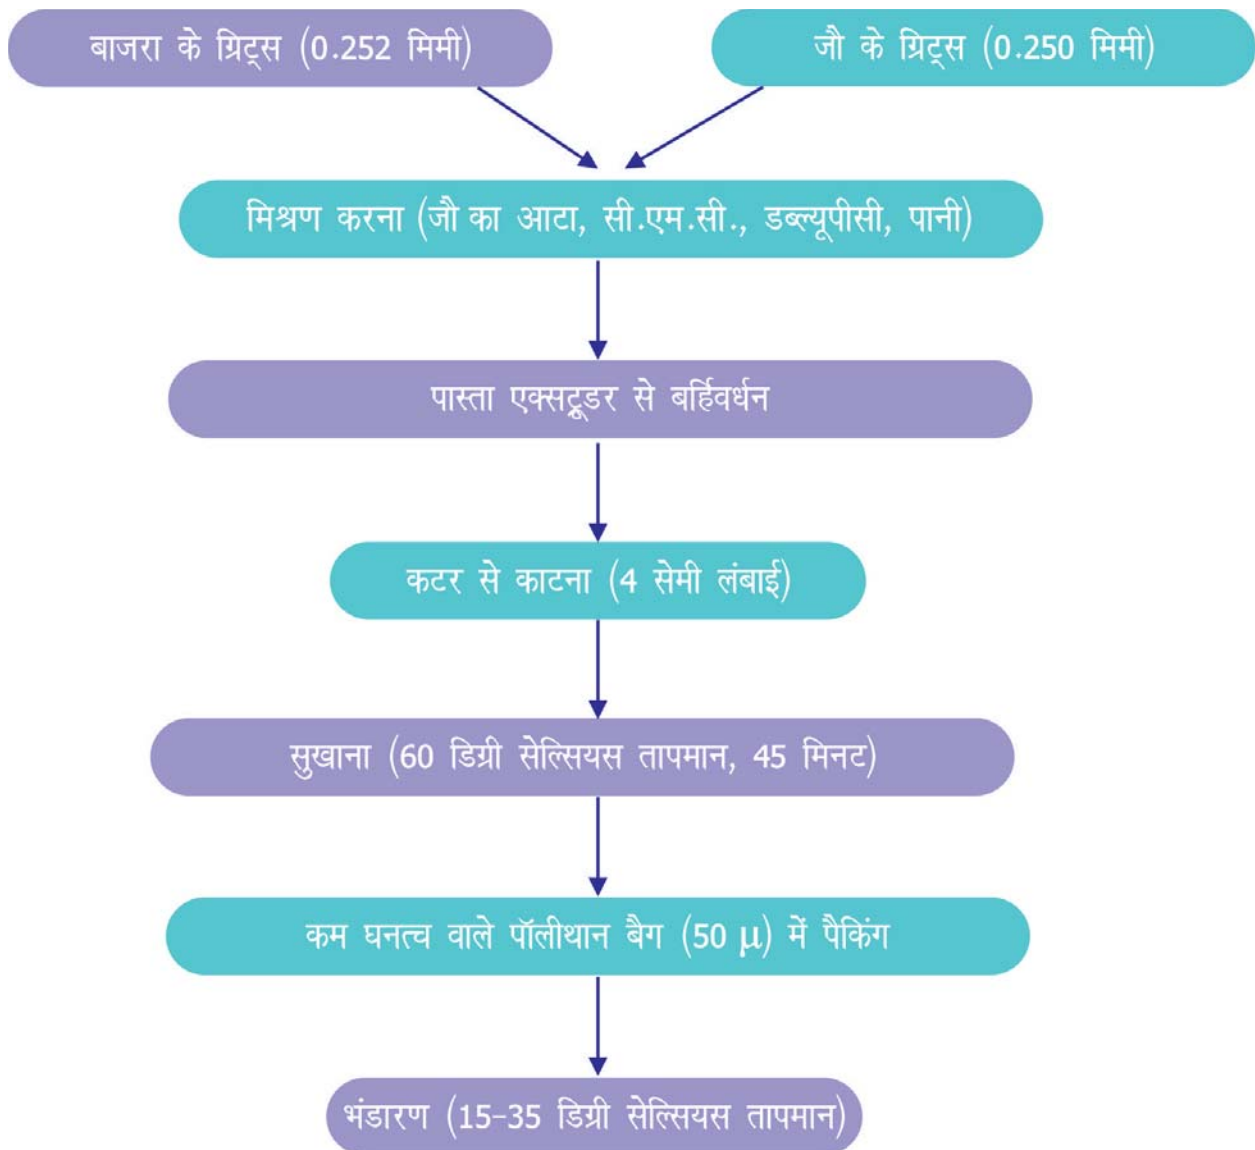 बाजरा के ग्रिट्स (0.252 मिमी)
जौ के ग्रिट्स (0.250 मिमी)
मिश्रण करना (जौ का आटा, सी.एम.सी., डब्ल्यूपीसी, पानी)
पास्ता एक्सट्रूडर से बर्हिवर्धन
कटर से काटना (4 सेमी लंबाई)
सुखाना (60 डिग्री सेल्सियस तापमान, 45 मिनट)
कम घनत्च वाले पॉलीथान बैग (50 μ) में पैकिंग
भंडारण (15-35 डिग्री सेल्सियस तापमान)